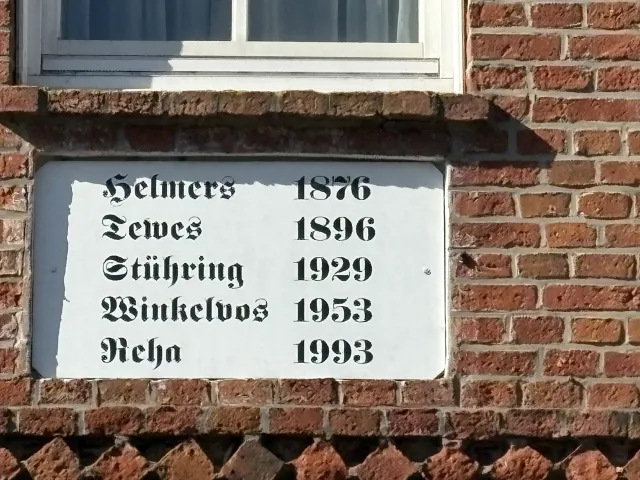 Helmers 1876
Tewes 1896
Stühring 1929
Winkelvos 1953
Reha 1993